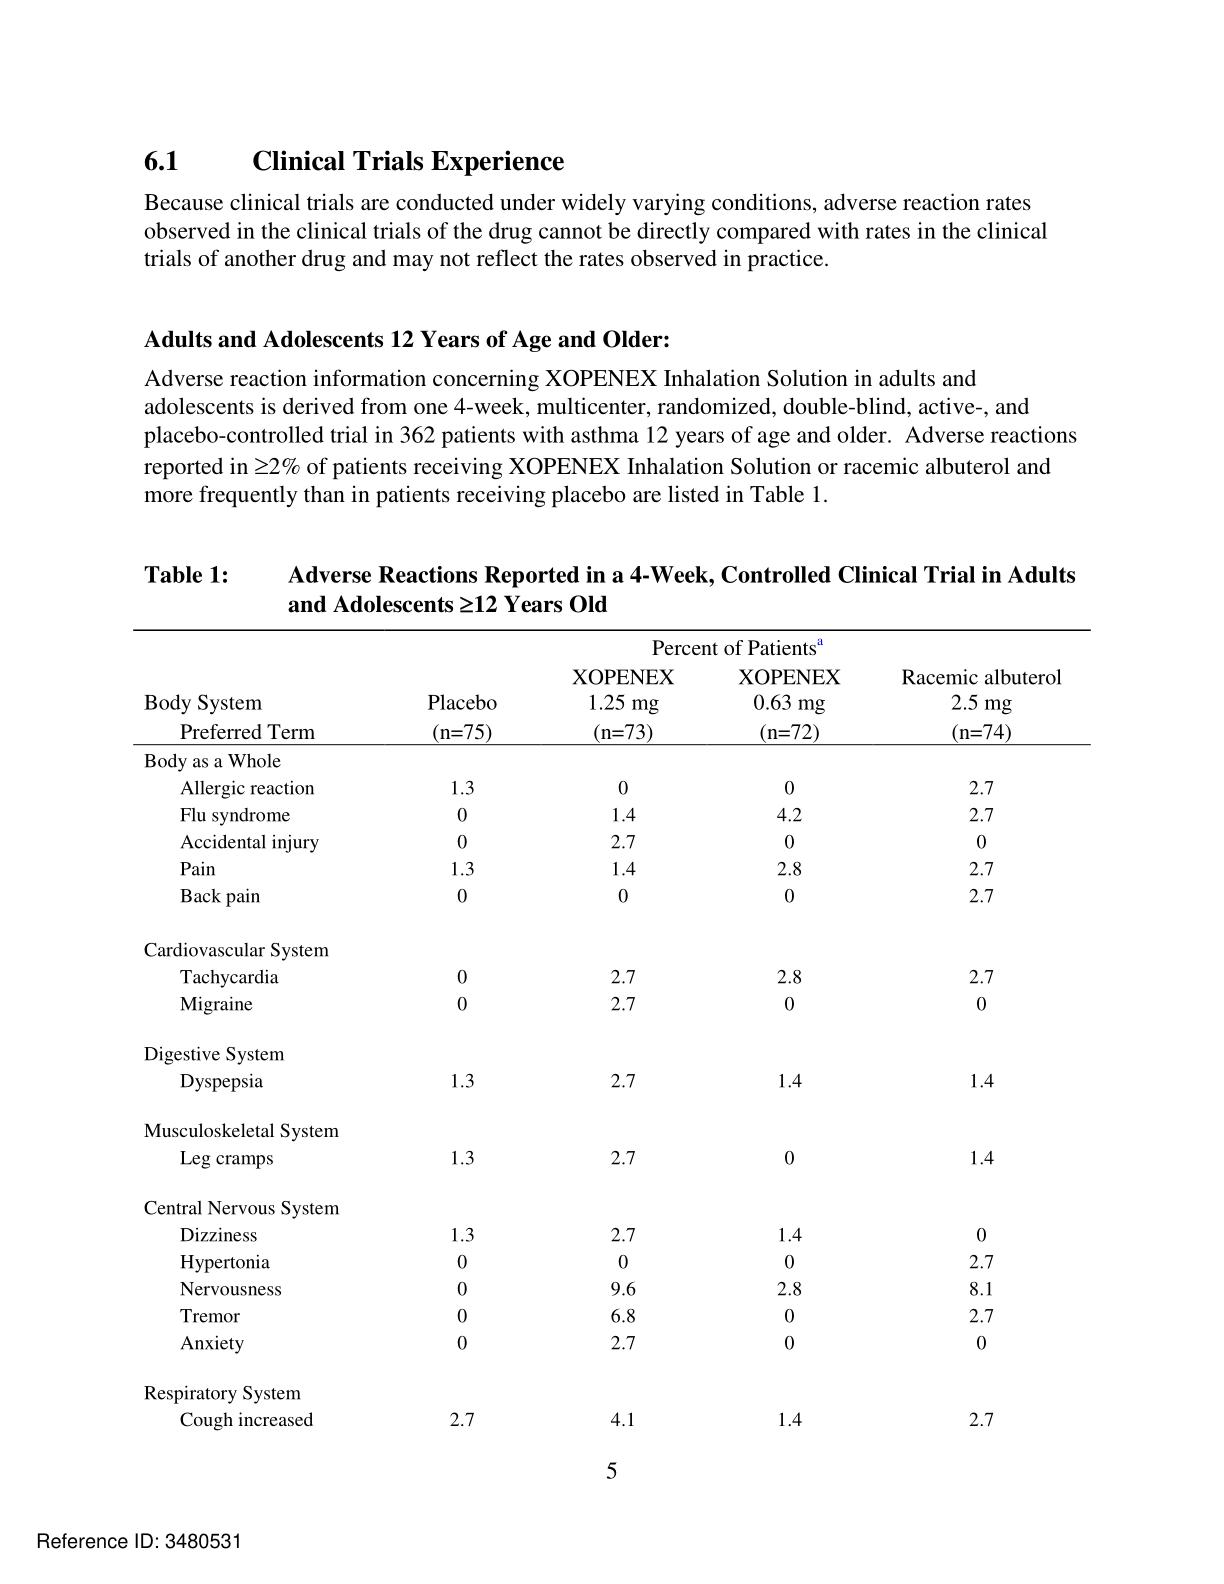 6.1 Clinical Trials Experience
Because clinical trials are conducted under widely varying conditions, adverse reaction rates
observed in the clinical trials of the drug cannot be directly compared with rates in the clinical
trials of another drug and may not reflect the rates observed in practice.
Adults and Adolescents 12 Years of Age and Older:
Adverse reaction information concerning XOPENEX Inhalation Solution in adults and
adolescents is derived from one 4-week, multicenter, randomized, double-blind, active-, and
placebo-controlled trial in 362 patients with asthma 12 years of age and older.  Adverse reactions
reported in ≥2% of patients receiving XOPENEX Inhalation Solution or racemic albuterol and
more frequently than in patients receiving placebo are listed in Table 1.
Table 1: Adverse Reactions Reported in a 4-Week, Controlled Clinical Trial in Adults
and Adolescents ≥12 Years Old
Percent of Patientsᵃ
XOPENEX XOPENEX Racemic albuterol
Body System Placebo 1.25 mg 0.63 mg 2.5 mg
Preferred Term (n=75) (n=73) (n=72) (n=74)
Body as a Whole
Allergic reaction 1.3 0 0 2.7
Flu syndrome 0 1.4 4.2 2.7
Accidental injury 0 2.7 0 0
Pain 1.3 1.4 2.8 2.7
Back pain 0 0 0 2.7
Cardiovascular System
Tachycardia 0 2.7 2.8 2.7
Migraine 0 2.7 0 0
Digestive System
Dyspepsia 1.3 2.7 1.4 1.4
Musculoskeletal System
Leg cramps 1.3 2.7 0 1.4
Central Nervous System
Dizziness 1.3 2.7 1.4 0
Hypertonia 0 0 0 2.7
Nervousness 0 9.6 2.8 8.1
Tremor 0 6.8 0 2.7
Anxiety 0 2.7 0 0
Respiratory System
Cough increased 2.7 4.1 1.4 2.7
5
Reference ID: 3480531